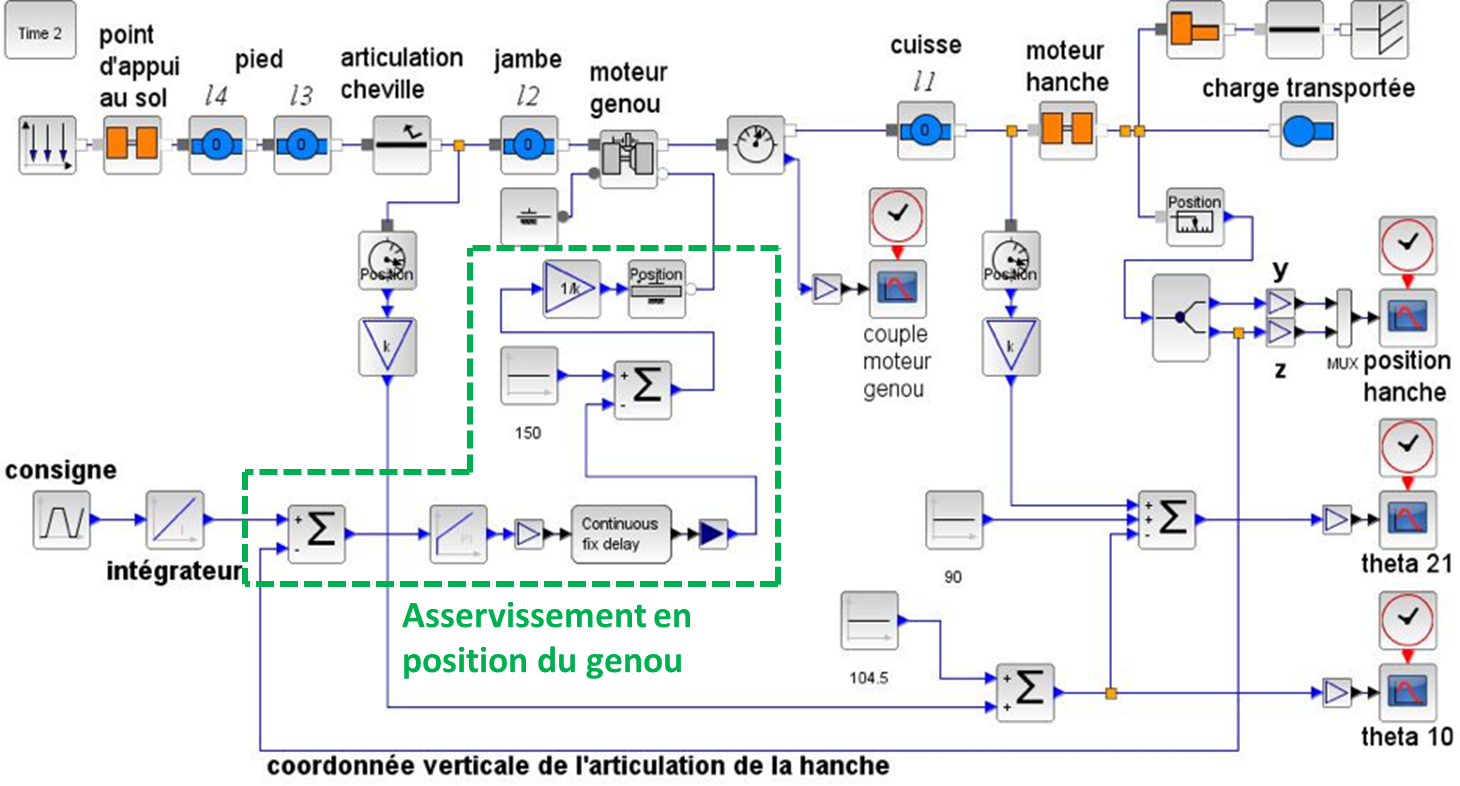 Time 2
point
d'appui
au sol
pied
l4
l3
articulation
cheville
jambe
l2
moteur
genou
cuisse
l1
moteur
hanche
charge transportée
0
0
0
0
Position
Position
Position
Position
1/k
k
k
couple
moteur
genou
y
z
MUX
position
hanche
150
+
-
Σ
consigne
intégrateur
+
-
Σ
PI
Continuous
fix delay
90
+
+
-
Σ
theta 21
Asservissement en
position du genou
104.5
+
+
Σ
theta 10
coordonnée verticale de l'articulation de la hanche